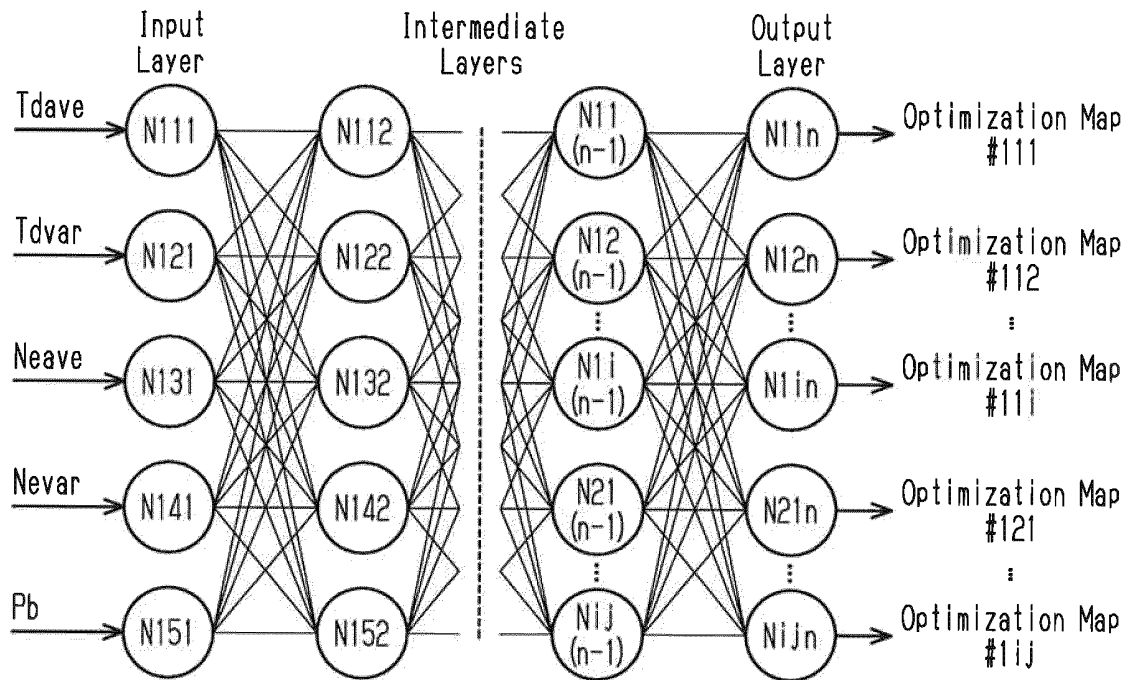 Input
Layer
Intermediate
Layers
Output
Layer
Tdave
N111
N112
N11
(n-1)
N11n
Optimization Map
#111
Tdvar
N121
N122
N12
(n-1)
N12n
Optimization Map
#112
Neave
N131
N132
N1i
(n-1)
N1in
Optimization Map
#11i
Nevar
N141
N142
N21
(n-1)
N21n
Optimization Map
#121
Pb
N151
N152
Nij
(n-1)
Nijn
Optimization Map
#1ij